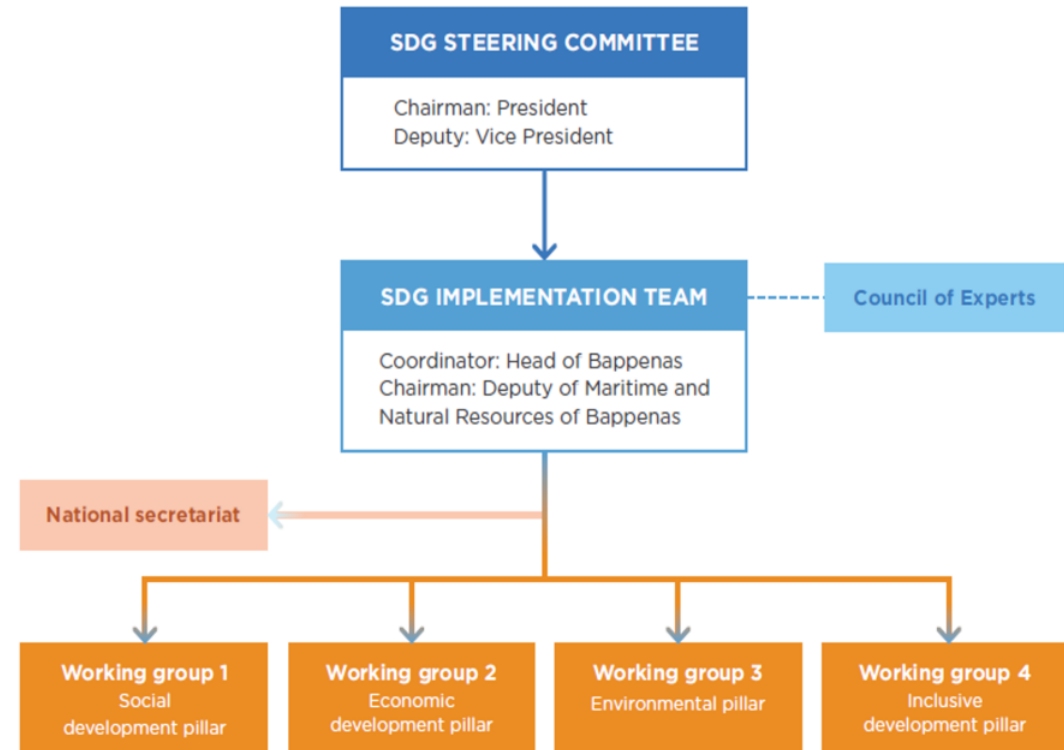 SDG STEERING COMMITTEE
Chairman: President
Deputy: Vice President
SDG IMPLEMENTATION TEAM
Council of Experts
Coordinator: Head of Bappenas
Chairman: Deputy of Maritime and
Natural Resources of Bappenas
National secretariat
Working group 1
Social
development pillar
Working group 2
Economic
development pillar
Working group 3
Environmental pillar
Working group 4
Inclusive
development pillar